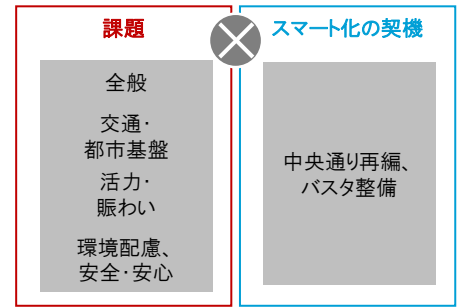 課題
全般
交通・
都市基盤
活力・
賑わい
環境配慮、
安全・安心
スマート化の契機
中央通り再編、
バスタ整備